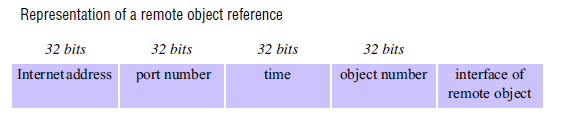 Representation of a remote object reference
32 bits 32 bits 32 bits 32 bits
Internet address port number time object number interface of
remote object